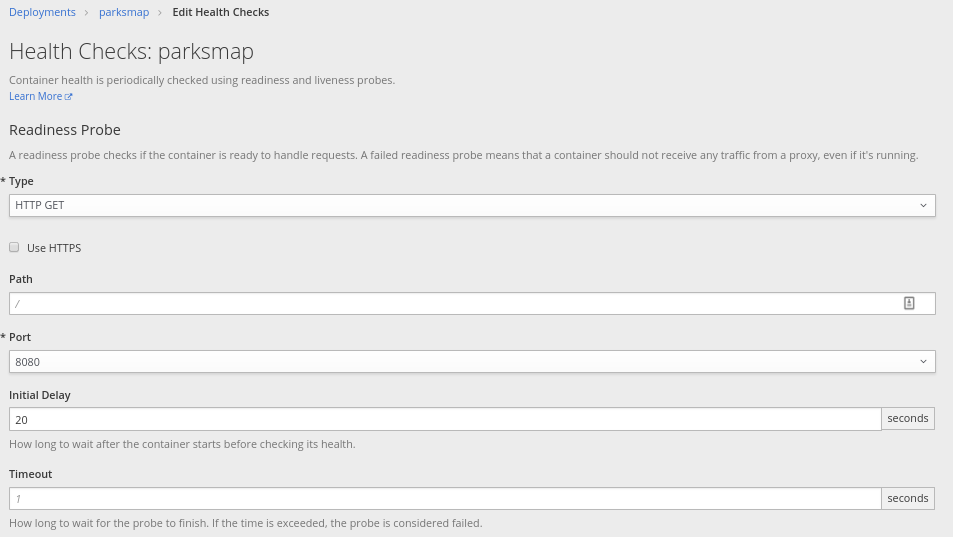 Deployments > parksmap > Edit Health Checks
Health Checks: parksmap
Container health is periodically checked using readiness and liveness probes.
Learn More
Readiness Probe
A readiness probe checks if the container is ready to handle requests. A failed readiness probe means that a container should not receive any traffic from a proxy, even if it's running.
* Type
HTTP GET
Use HTTPS
Path
/
* Port
8080
Initial Delay
20 seconds
How long to wait after the container starts before checking its health.
Timeout
1 seconds
How long to wait for the probe to finish. If the time is exceeded, the probe is considered failed.